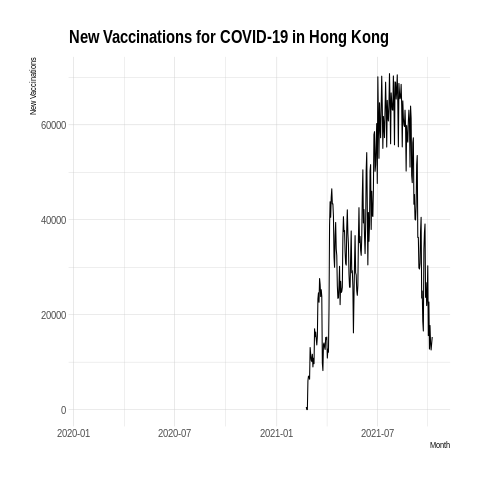 New Vaccinations for COVID-19 in Hong Kong
New Vaccinations
60000
40000
20000
0
2020-01 2020-07 2021-01 2021-07
Month